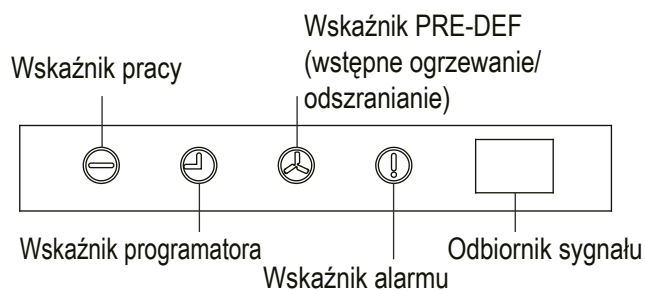 Wskaźnik PRE-DEF
(wstępne ogrzewanie/
odszranianie)
Wskaźnik pracy
Wskaźnik programatora
Wskaźnik alarmu
Odbiornik sygnału